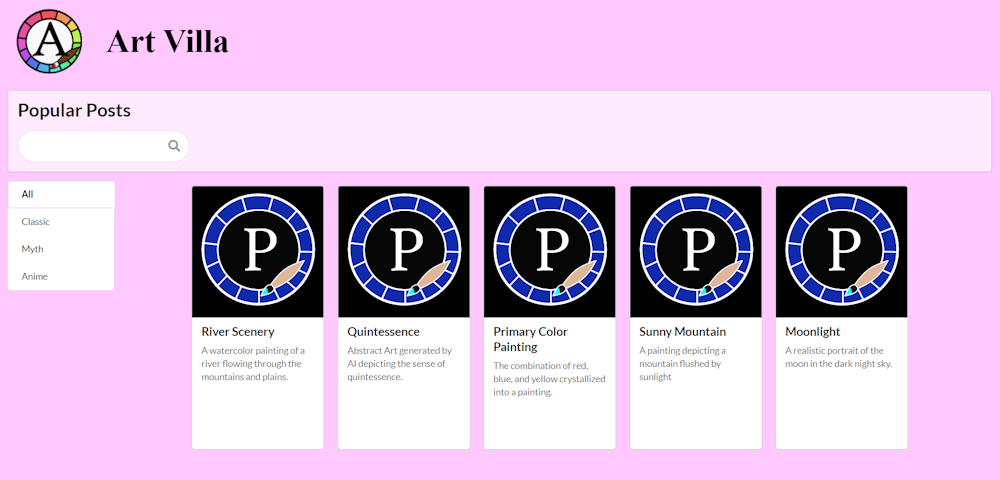 A
Art Villa
Popular Posts
All
Classic
Myth
Anime
P
P
P
P
P
River Scenery
A watercolor painting of a
river flowing through the
mountains and plains.
Quintessence
Abstract Art generated by
AI depicting the sense of
quintessence.
Primary Color
Painting
The combination of red,
blue, and yellow crystallized
into a painting.
Sunny Mountain
A painting depicting a
mountain flushed by
sunlight
Moonlight
A realistic portrait of the
moon in the dark night sky.